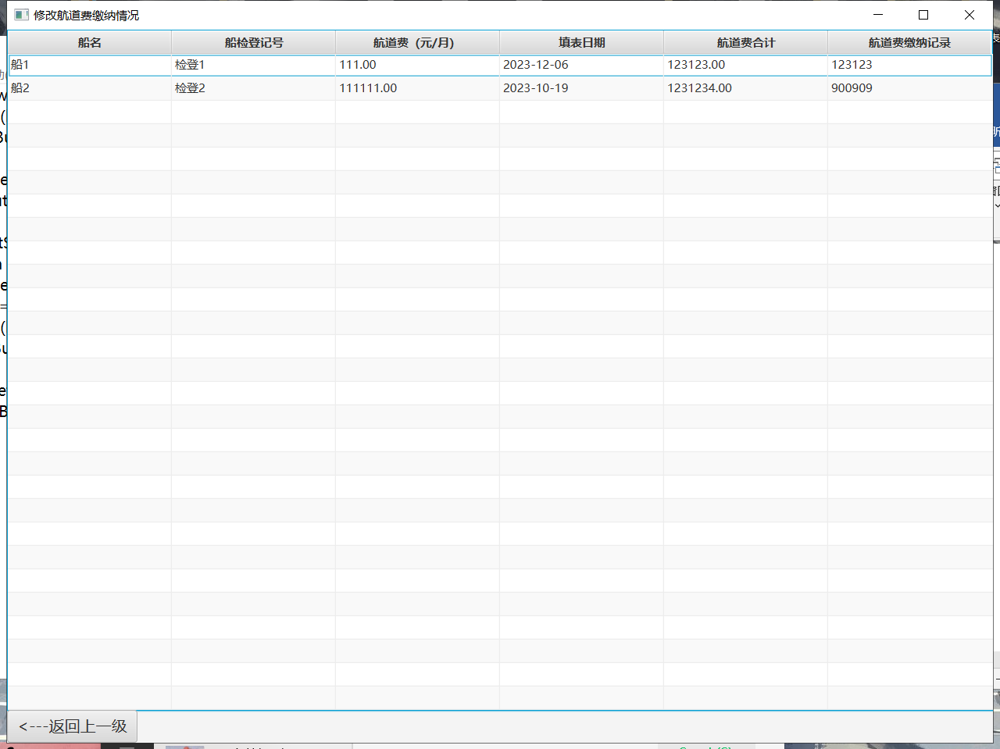 修改航道费缴纳情况
船名 船检登记号 航道费（元/月） 填表日期 航道费合计 航道费缴纳记录
船1 检登1 111.00 2023-12-06 123123.00 123123
船2 检登2 111111.00 2023-10-19 1231234.00 900909
<---返回上一级